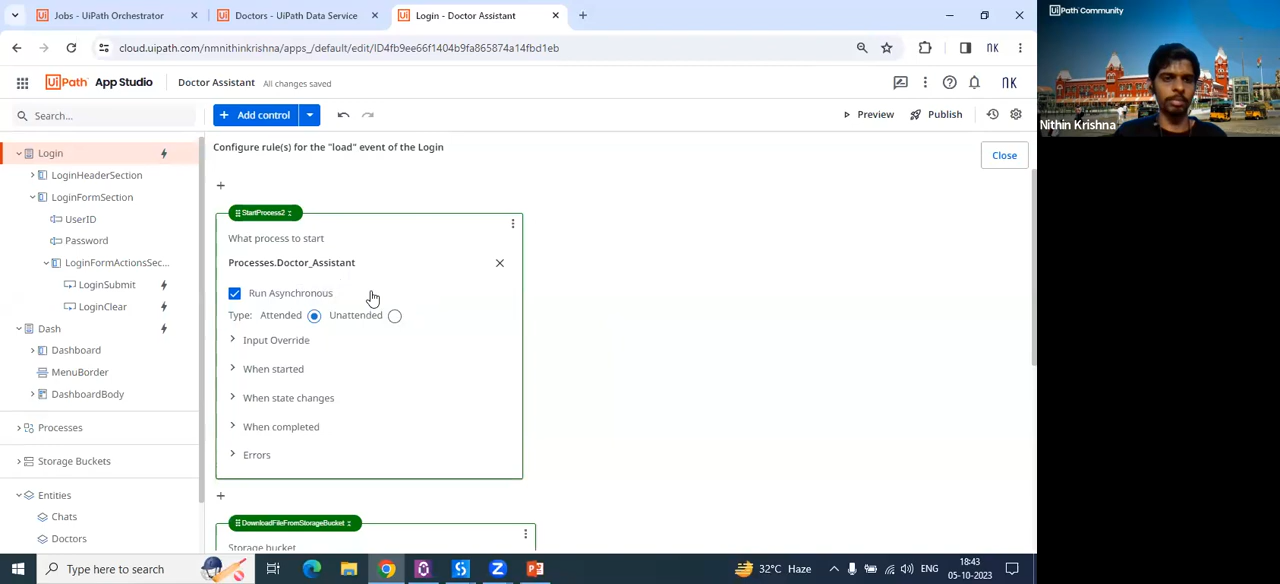 Jobs - UiPath Orchestrator
Doctors - UiPath Data Service
Login - Doctor Assistant
cloud.uipath.com/nmnithinkrishna/apps_/default/edit/ID4fb9ee66f1404b9fa865874a14fbd1eb
NK
UiPath App Studio
Doctor Assistant
All changes saved
NK
Search...
Add control
Preview
Publish
Login
LoginHeaderSection
LoginFormSection
UserID
Password
LoginFormActionsSec...
LoginSubmit
LoginClear
Dash
Dashboard
MenuBorder
DashboardBody
Processes
Storage Buckets
Entities
Chats
Doctors
Configure rule(s) for the "load" event of the Login
Close
StartProcess2
What process to start
Processes.Doctor_Assistant
Run Asynchronous
Type: Attended Unattended
Input Override
When started
When state changes
When completed
Errors
DownloadFileFromStorageBucket
Storage bucket
UiPath Community
Nithin Krishna
Type here to search
32°C Haze
ENG
18:43
05-10-2023